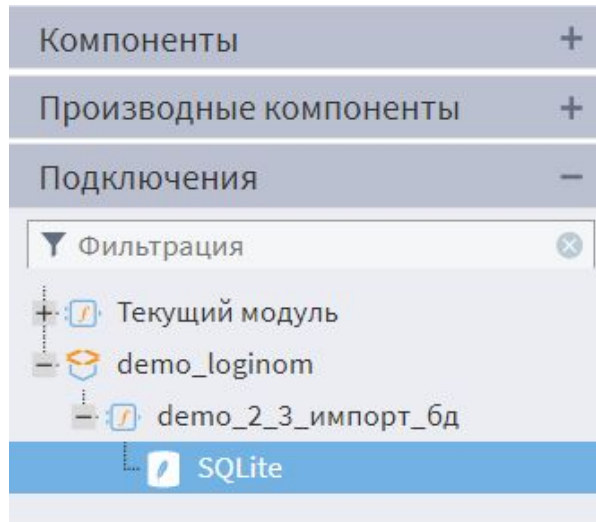 Компоненты
Производные компоненты
Подключения
Фильтрация
Текущий модуль
demo_loginom
demo_2_3_импорт_бд
SQLite